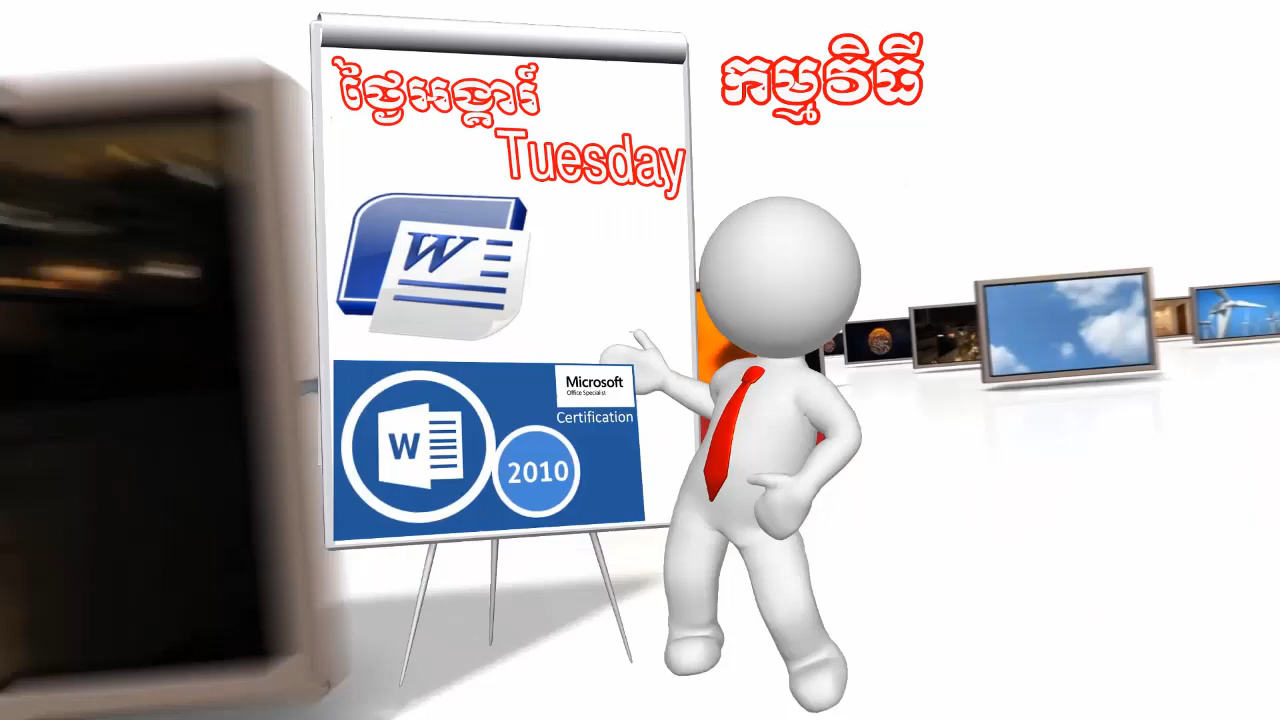 ថ្ងៃអង្គារ៍
Tuesday
កម្មវិធី
W
Microsoft
Office Specialist
Certification
W
2010